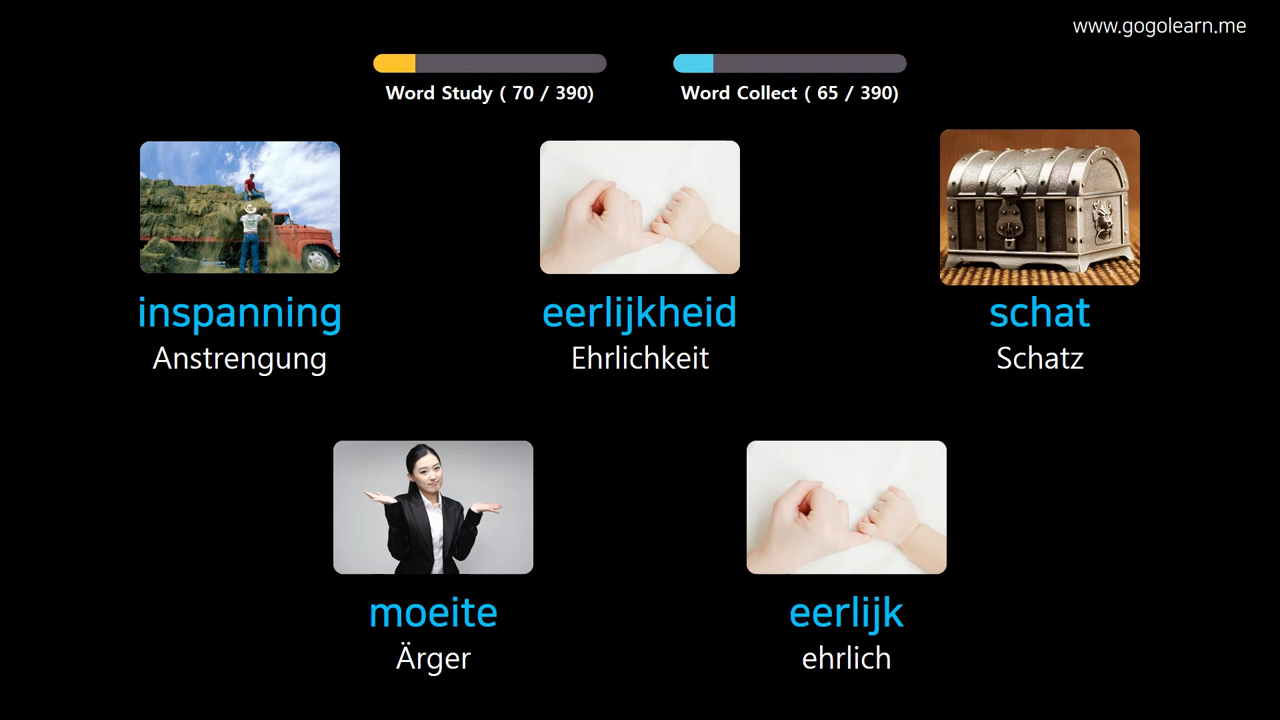 www.gogolearn.me
Word Study ( 70 / 390)
Word Collect ( 65 / 390)
inspanning
Anstrengung
eerlijkheid
Ehrlichkeit
schat
Schatz
moeite
Ärger
eerlijk
ehrlich